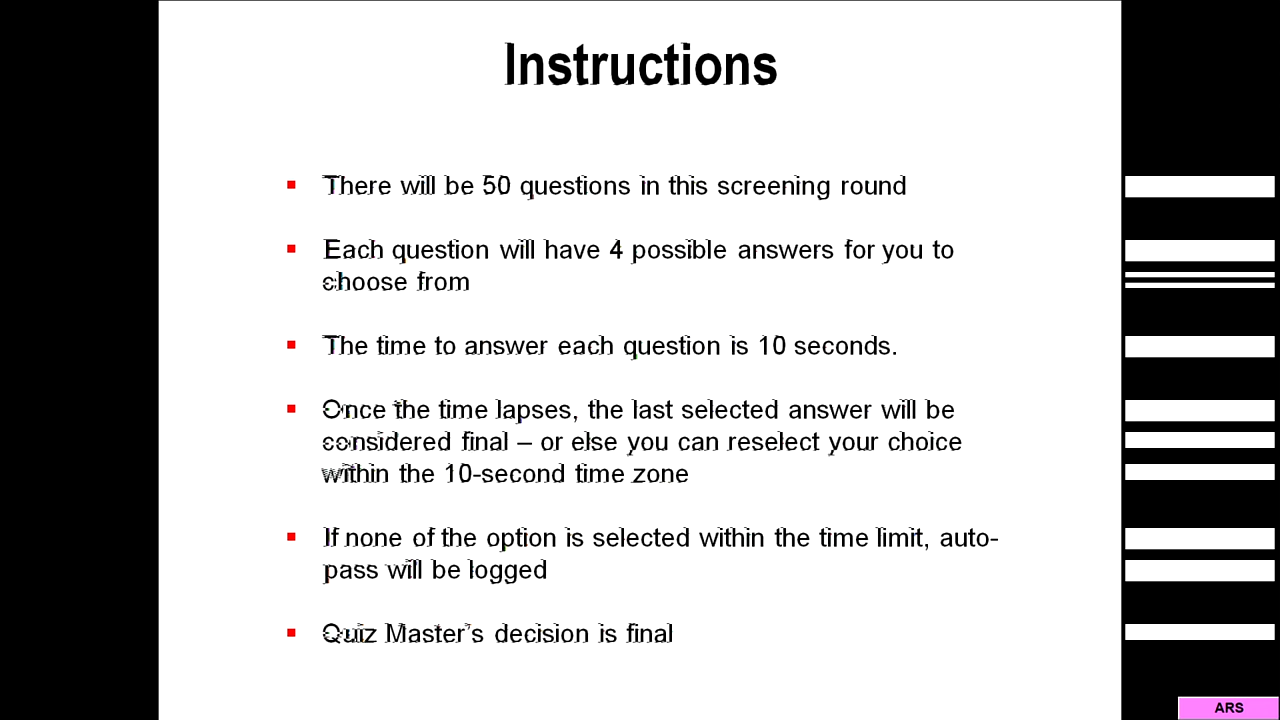 Instructions
There will be 50 questions in this screening round
Each question will have 4 possible answers for you to
choose from
The time to answer each question is 10 seconds.
Once the time lapses, the last selected answer will be
considered final – or else you can reselect your choice
within the 10-second time zone
If none of the option is selected within the time limit, auto-
pass will be logged
Quiz Master's decision is final
ARS